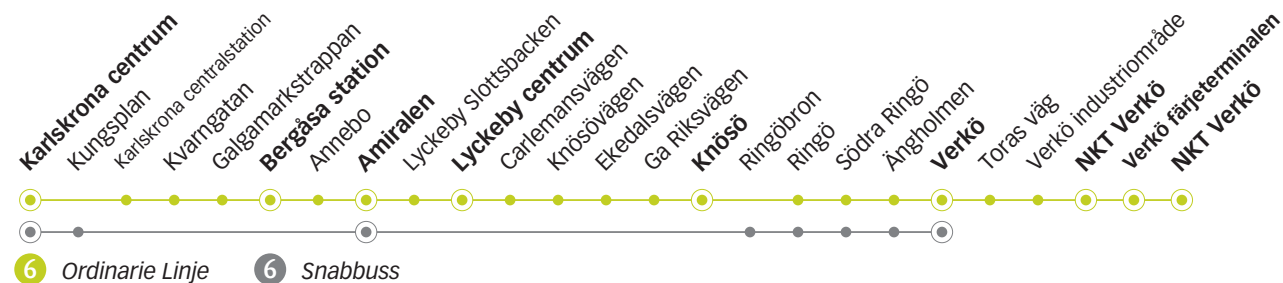 Karlskrona centrum
Kungsplan
Karlskrona centralstation
Kvarngatan
Galgamarkstrappan
Bergåsa station
Annebo
Amiralen
Lyckeby Slottsbacken
Lyckeby centrum
Carlemansvägen
Knösövägen
Ekedalsvägen
Ga Riksvägen
Knösö
Ringöbron
Ringö
Södra Ringö
Ängholmen
Verkö
Toras väg
Verkö industriområde
NKT Verkö
Verkö färjeterminalen
NKT Verkö
6 Ordinarie Linje
6 Snabbuss